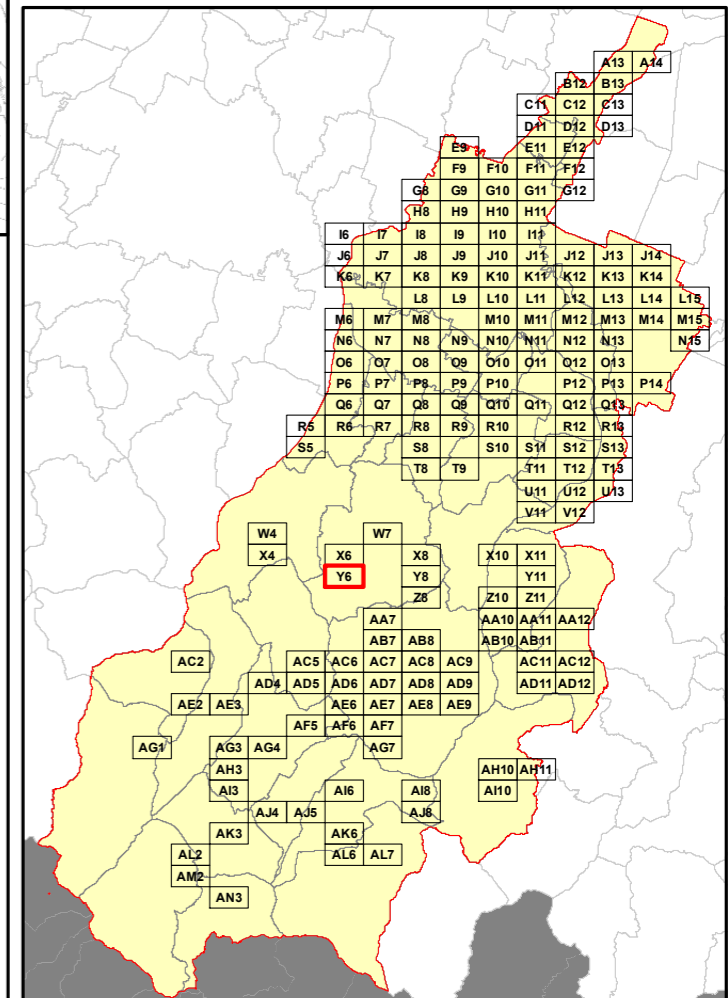 A13 A14
B12 B13
C11 C12 C13
D11 D12 D13
E9 E11 E12
F9 F10 F11 F12
G8 G9 G10 G11 G12
H8 H9 H10 H11
I6 I7 I8 I9 I10 I11
J6 J7 J8 J9 J10 J11 J12 J13 J14
K6 K7 K8 K9 K10 K11 K12 K13 K14
L8 L9 L10 L11 L12 L13 L14 L15
M6 M7 M8 M10 M11 M12 M13 M14 M15
N6 N7 N8 N9 N10 N11 N12 N13 N15
O6 O7 O8 O9 O10 O11 O12 O13
P6 P7 P8 P9 P10 P12 P13 P14
Q6 Q7 Q8 Q9 Q10 Q11 Q12 Q13
R5 R6 R7 R8 R9 R10 R12 R13
S5 S8 S10 S11 S12 S13
T8 T9 T11 T12 T13
U11 U12 U13
V11 V12
W4 W7
X4 X6 X8 X10 X11
Y6 Y8 Y11
Z8 Z10 Z11
AA7 AA10 AA11 AA12
AB7 AB8 AB10 AB11
AC2 AC5 AC6 AC7 AC8 AC9 AC11 AC12
AD4 AD5 AD6 AD7 AD8 AD9 AD11 AD12
AE2 AE3 AE6 AE7 AE8 AE9
AF5 AF6 AF7
AG1 AG3 AG4 AG7
AH3 AH10 AH11
AI3 AI6 AI8 AI10
AJ4 AJ5 AJ8
AK3 AK6
AL2 AL6 AL7
AM2
AN3